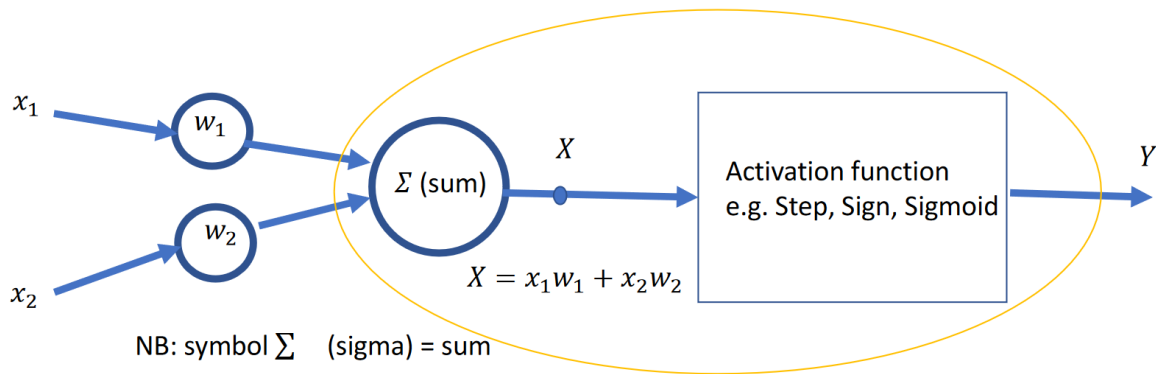 x₁
w₁
Σ (sum)
X
Activation function
e.g. Step, Sign, Sigmoid
Y
w₂
x₂
X = x₁w₁ + x₂w₂
NB: symbol Σ (sigma) = sum